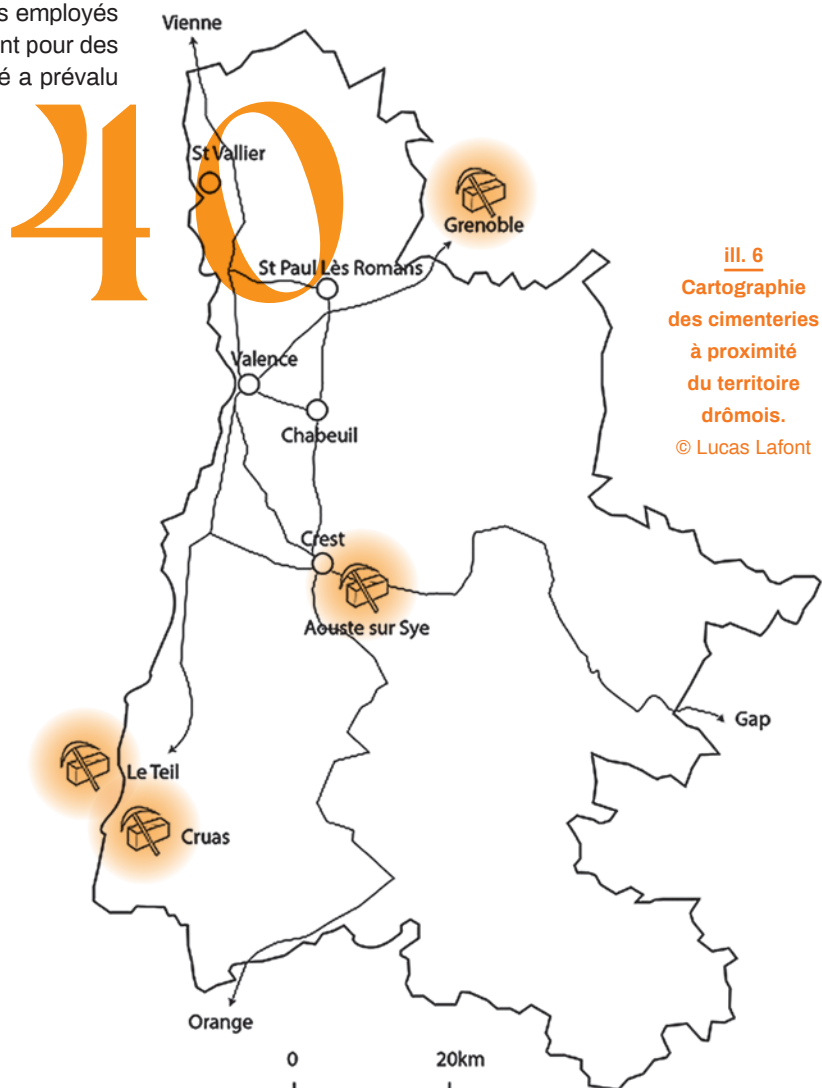 s employés
nt pour des
é a prévalu
40
Vienne
St Vallier
Grenoble
St Paul Lès Romans
Valence
Chabeuil
Crest
Aouste sur Sye
Gap
Le Teil
Cruas
Orange
0 20km
ill. 6
Cartographie
des cimenteries
à proximité
du territoire
drômois.
© Lucas Lafont